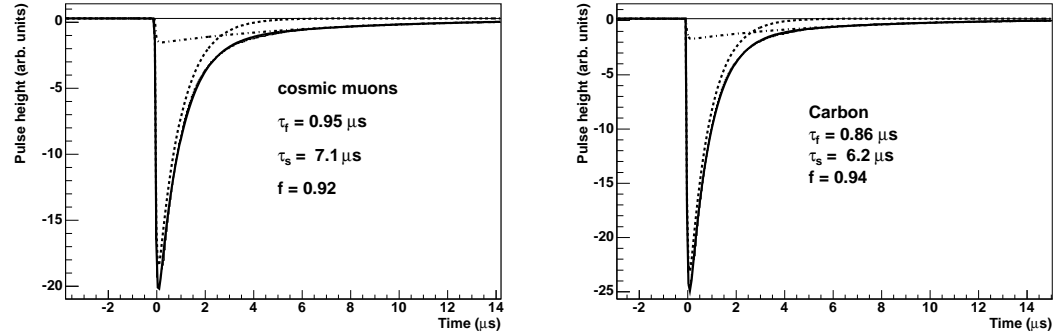 Pulse height (arb. units)
0
-5
-10
-15
-20
cosmic muons
τf = 0.95 μs
τs = 7.1 μs
f = 0.92
-2 0 2 4 6 8 10 12 14
Time (μs)
Pulse height (arb. units)
0
-5
-10
-15
-20
-25
Carbon
τf = 0.86 μs
τs = 6.2 μs
f = 0.94
-2 0 2 4 6 8 10 12 14
Time (μs)